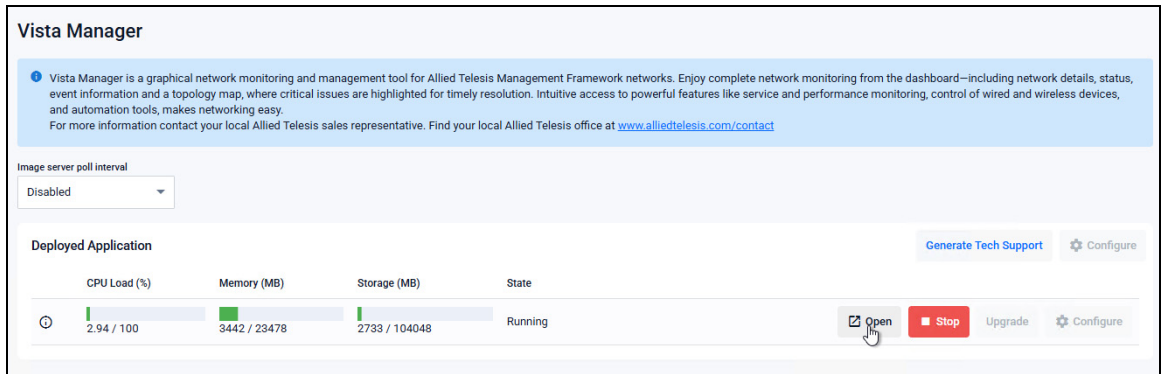 Vista Manager
Vista Manager is a graphical network monitoring and management tool for Allied Telesis Management Framework networks. Enjoy complete network monitoring from the dashboard—including network details, status,
event information and a topology map, where critical issues are highlighted for timely resolution. Intuitive access to powerful features like service and performance monitoring, control of wired and wireless devices,
and automation tools, makes networking easy.
For more information contact your local Allied Telesis sales representative. Find your local Allied Telesis office at www.alliedtelesis.com/contact
Image server poll interval
Disabled
Deployed Application
Generate Tech Support
Configure
CPU Load (%)
Memory (MB)
Storage (MB)
State
2.94 / 100
3442 / 23478
2733 / 104048
Running
Open
Stop
Upgrade
Configure